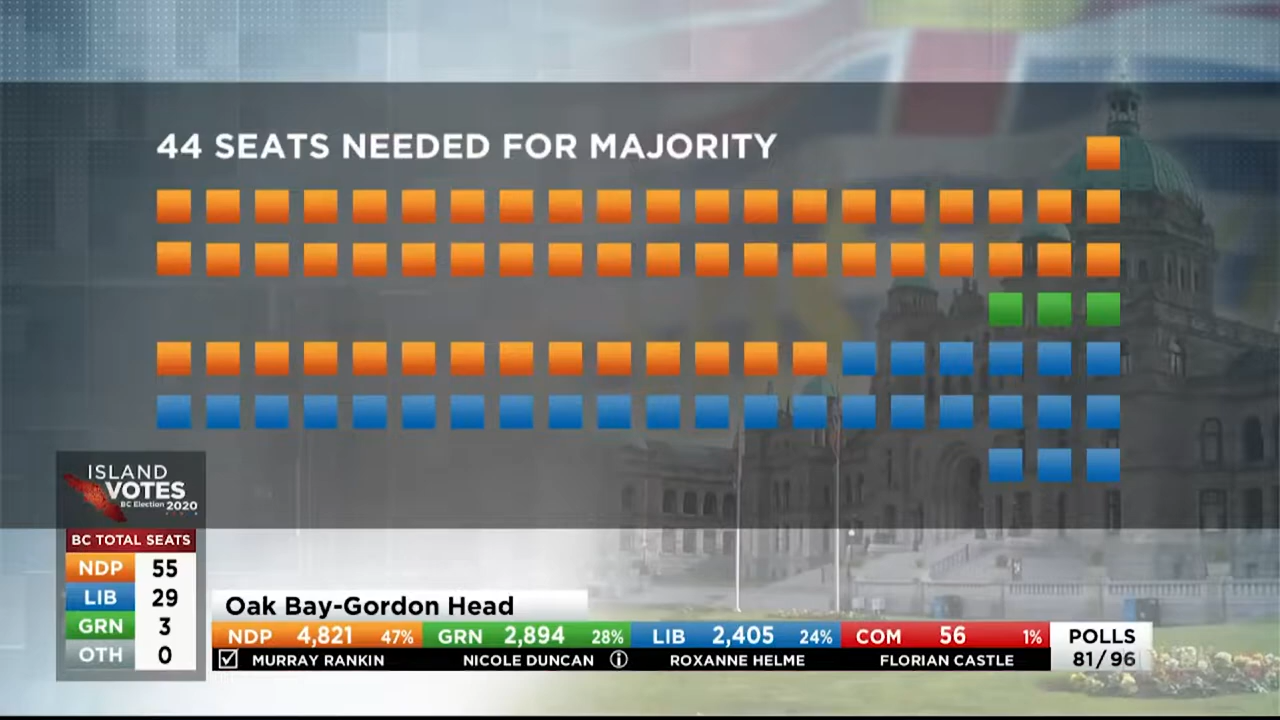 44 SEATS NEEDED FOR MAJORITY
ISLAND
VOTES
BC Election 2020
BC TOTAL SEATS
NDP 55
LIB 29
GRN 3
OTH 0
Oak Bay-Gordon Head
NDP 4,821 47% GRN 2,894 28% LIB 2,405 24% COM 56 1% POLLS
MURRAY RANKIN NICOLE DUNCAN ROXANNE HELME FLORIAN CASTLE 81/96